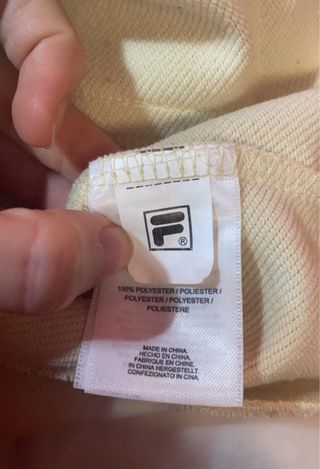 F®
100% POLYESTER / POLIESTER /
POLYESTER / POLYESTER /
POLIESTERE
MADE IN CHINA.
HECHO EN CHINA.
FABRIQUE EN CHINE.
IN CHINA HERGESTELLT.
CONFEZIONATO IN CINA.